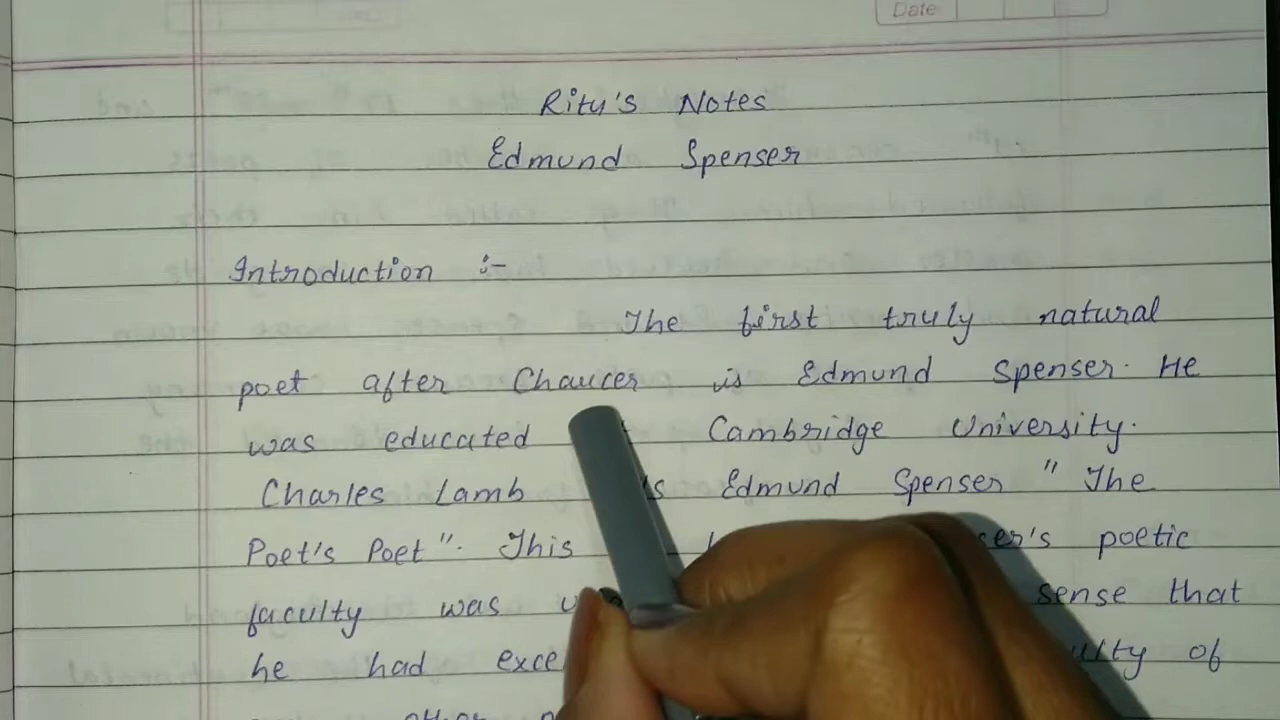 Date
Ritu's Notes
Edmund Spenser
Introduction :-
The first truly natural
poet after Chaucer is Edmund Spenser. He
was educated Cambridge University.
Charles Lamb Edmund Spenser " The
Poet's Poet". This poetic
faculty was sense that
he had of
other